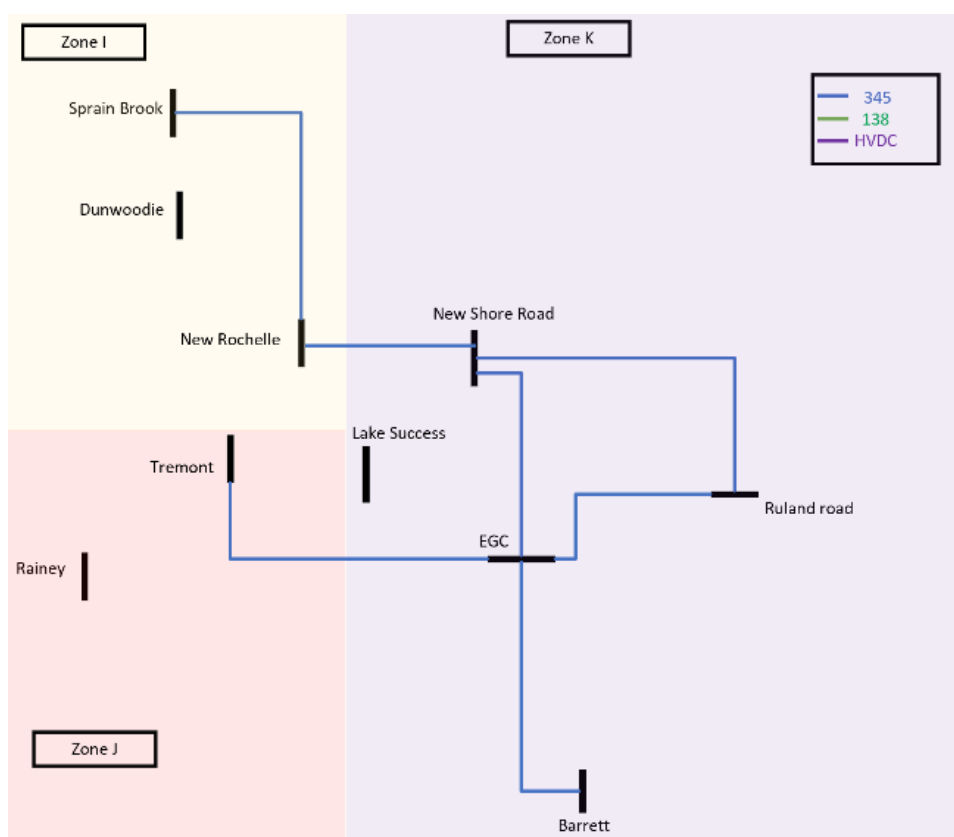 Zone I
Zone K
345
138
HVDC
Sprain Brook
Dunwoodie
New Shore Road
New Rochelle
Lake Success
Tremont
Ruland road
EGC
Rainey
Zone J
Barrett